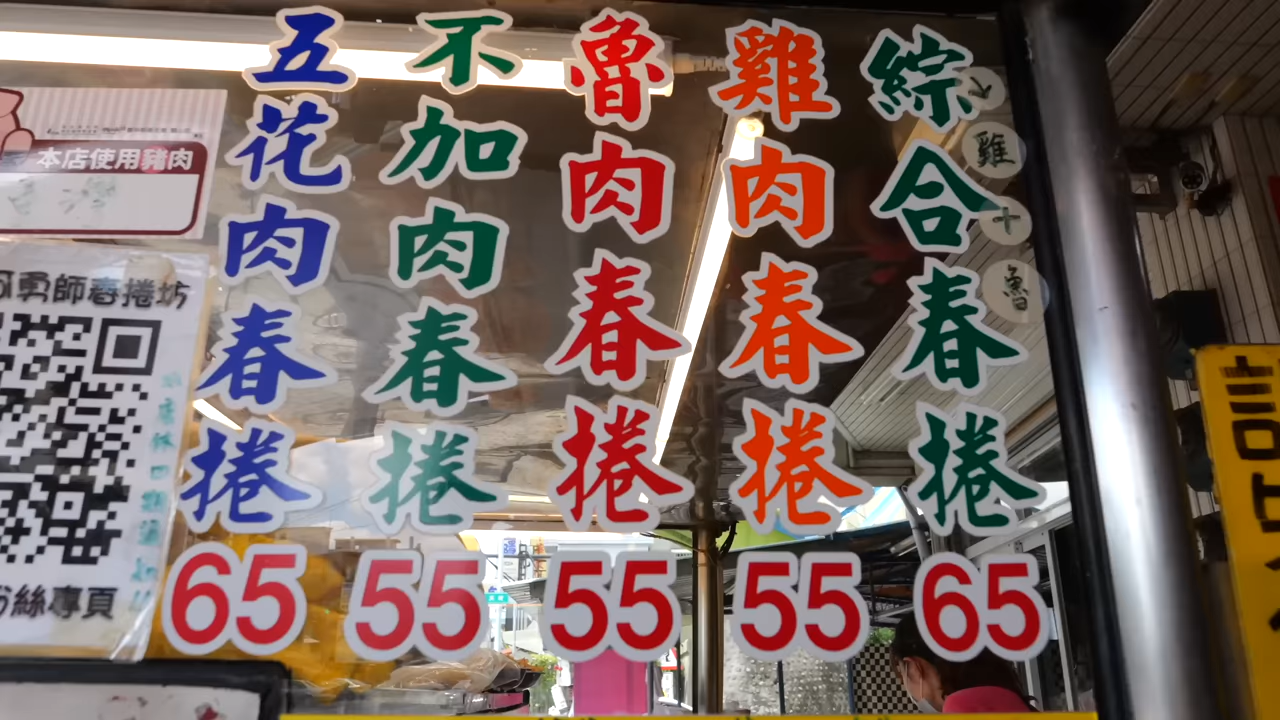 綜合春捲
65
雞
+
魯
雞肉春捲
55
魯肉春捲
55
不加肉春捲
55
五花肉春捲
65
本店使用豬肉
勇師春捲坊
絲專頁